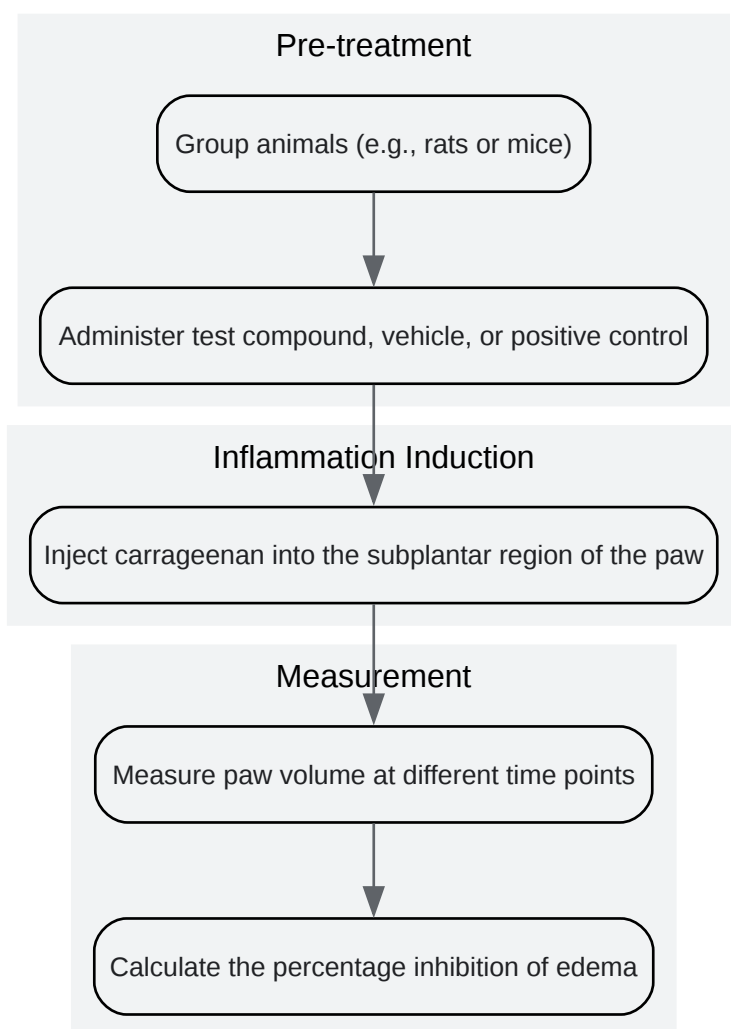 Pre-treatment
Group animals (e.g., rats or mice)
Administer test compound, vehicle, or positive control
Inflammation Induction
Inject carrageenan into the subplantar region of the paw
Measurement
Measure paw volume at different time points
Calculate the percentage inhibition of edema